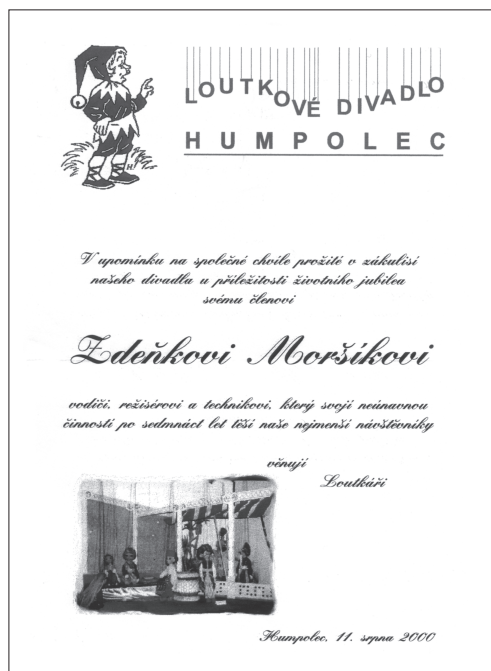 LOUTKOVÉ DIVADLO
HUMPOLEC
V upomínku na společné chvíle prožité v zákulisí
našeho divadla u příležitosti životního jubilea
svému členovi
Zdeňkovi Moršíkovi
vodiči, režisérovi a technikovi, který svojí neúnavnou
činností po sedmnáct let těší naše nejmenší návštěvníky
věnují
Loutkáři
Humpolec, 11. srpna 2000